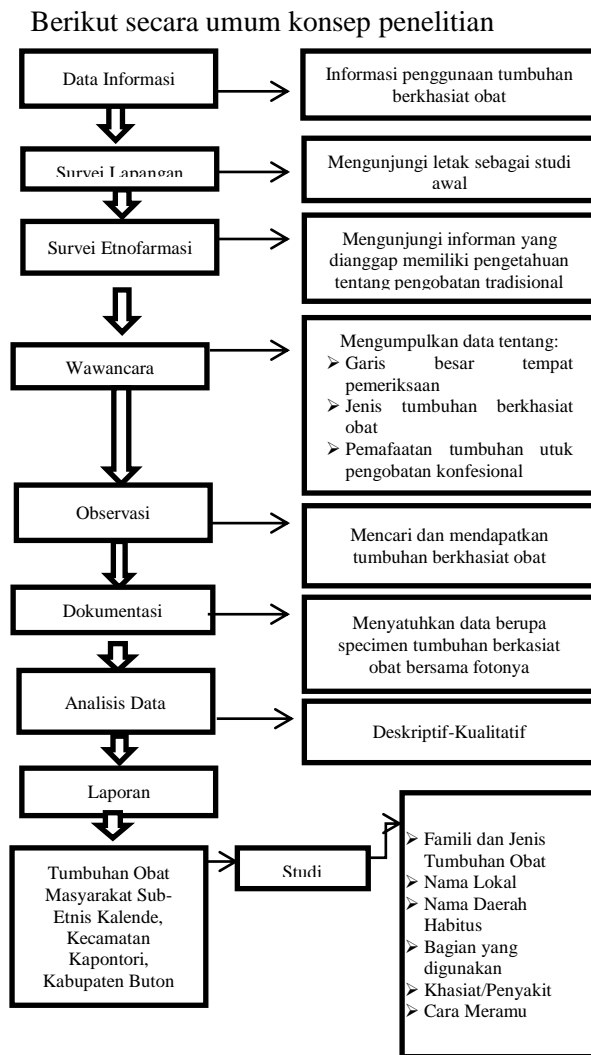 Berikut secara umum konsep penelitian
Data Informasi
Informasi penggunaan tumbuhan
berkhasiat obat
Survei Lapangan
Mengunjungi letak sebagai studi
awal
Survei Etnofarmasi
Mengunjungi informan yang
dianggap memiliki pengetahuan
tentang pengobatan tradisional
Wawancara
Mengumpulkan data tentang:
➢ Garis besar tempat
pemeriksaan
➢ Jenis tumbuhan berkhasiat
obat
➢ Pemafaatan tumbuhan utuk
pengobatan konfesional
Observasi
Mencari dan mendapatkan
tumbuhan berkhasiat obat
Dokumentasi
Menyatuhkan data berupa
specimen tumbuhan berkasiat
obat bersama fotonya
Analisis Data
Deskriptif-Kualitatif
Laporan
Tumbuhan Obat
Masyarakat Sub-
Etnis Kalende,
Kecamatan
Kapontori,
Kabupaten Buton
Studi
➢ Famili dan Jenis
Tumbuhan Obat
➢ Nama Lokal
➢ Nama Daerah
Habitus
➢ Bagian yang
digunakan
➢ Khasiat/Penyakit
➢ Cara Meramu